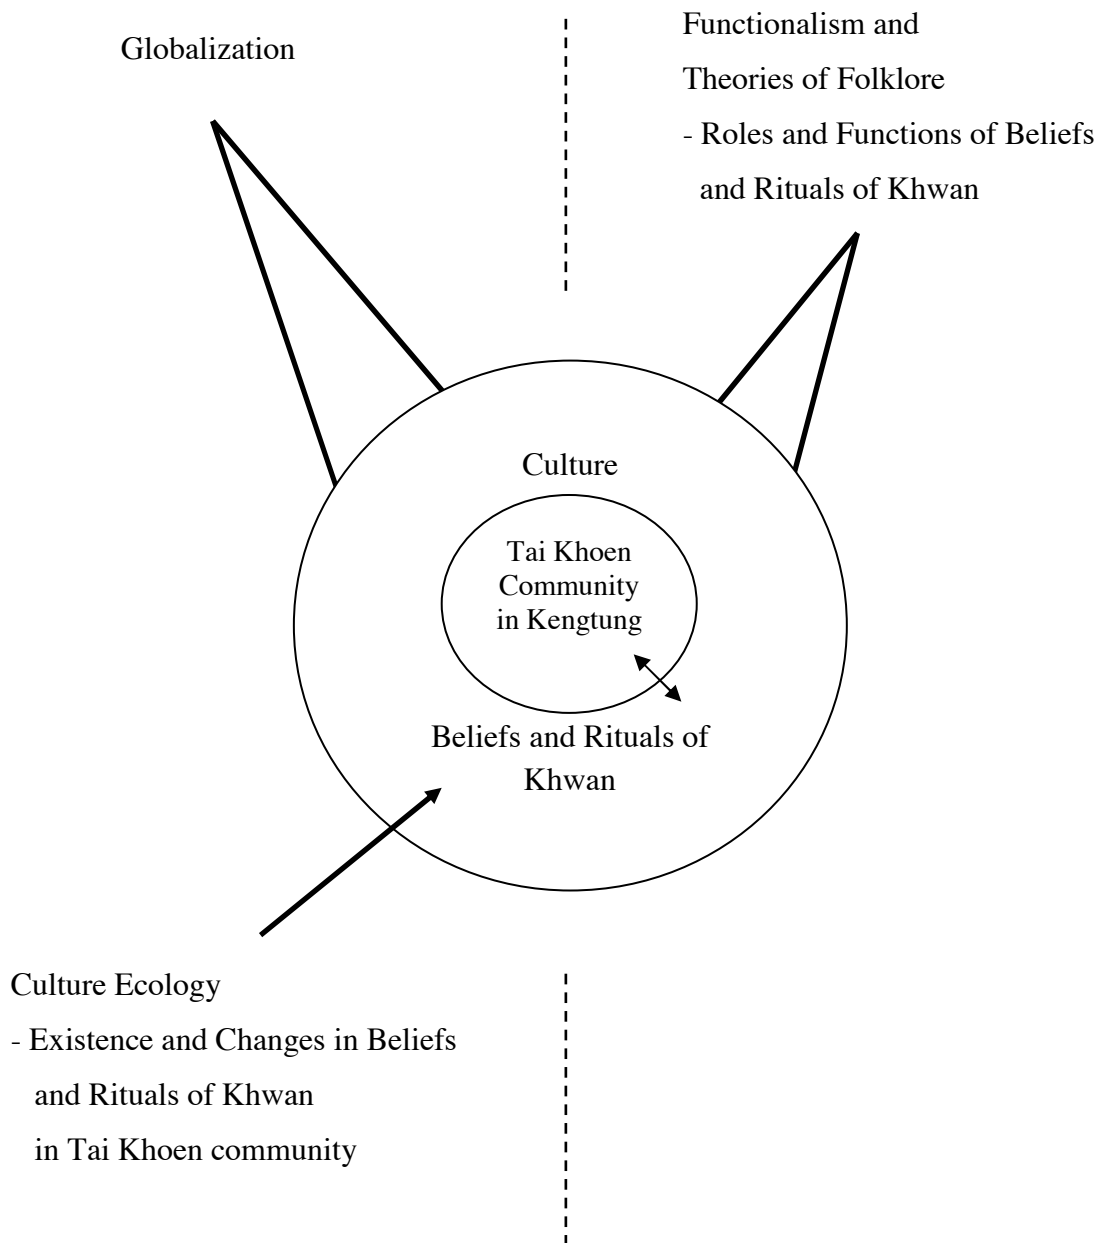 Globalization
Functionalism and
Theories of Folklore
- Roles and Functions of Beliefs
and Rituals of Khwan
Culture
Tai Khoen
Community
in Kengtung
Beliefs and Rituals of
Khwan
Culture Ecology
- Existence and Changes in Beliefs
and Rituals of Khwan
in Tai Khoen community